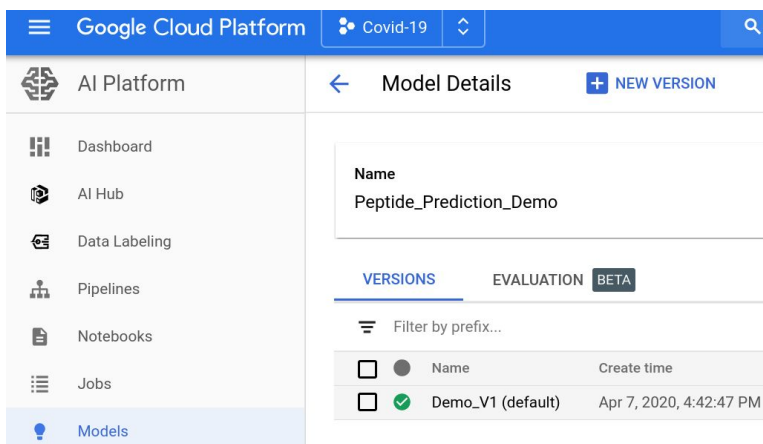 Google Cloud Platform
Covid-19
AI Platform
Model Details
NEW VERSION
Dashboard
AI Hub
Data Labeling
Pipelines
Notebooks
Jobs
Models
Name
Peptide_Prediction_Demo
VERSIONS
EVALUATION BETA
Filter by prefix...
Name Create time
Demo_V1 (default) Apr 7, 2020, 4:42:47 PM